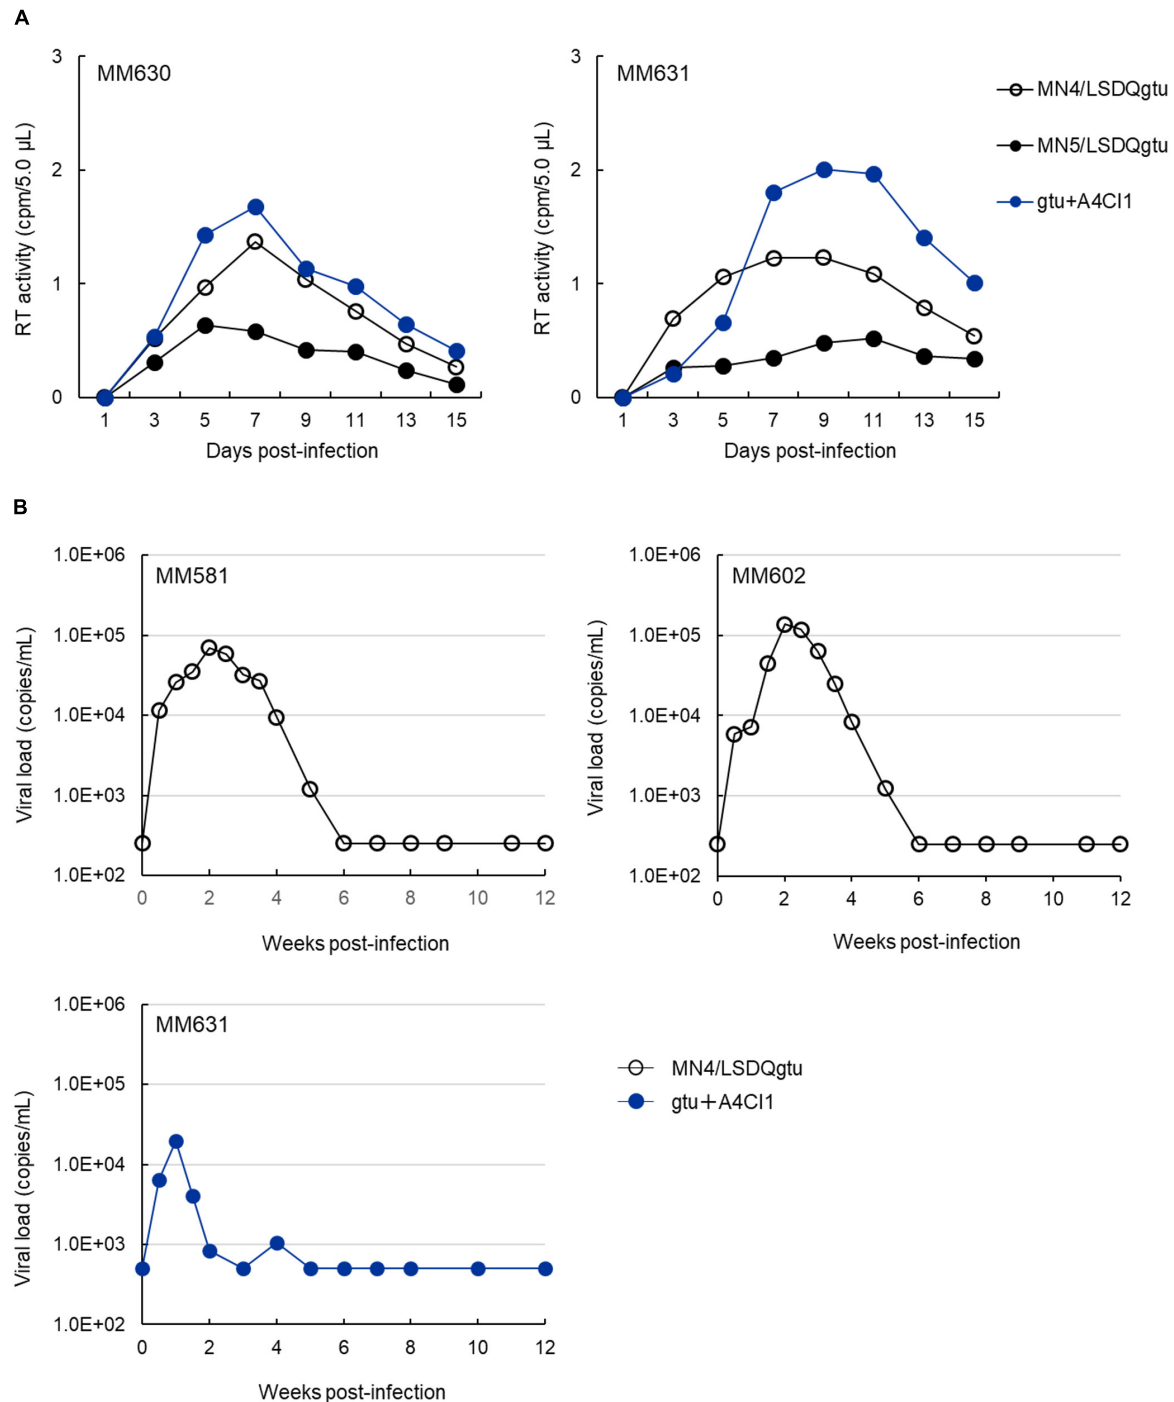 A
MM630
3
2
1
0
RT activity (cpm/5.0 µL)
1 3 5 7 9 11 13 15
Days post-infection
MM631
3
2
1
0
RT activity (cpm/5.0 µL)
1 3 5 7 9 11 13 15
Days post-infection
MN4/LSDQgtu
MN5/LSDQgtu
gtu+A4CI1
B
MM581
1.0E+06
1.0E+05
1.0E+04
1.0E+03
1.0E+02
Viral load (copies/mL)
0 2 4 6 8 10 12
Weeks post-infection
MM602
1.0E+06
1.0E+05
1.0E+04
1.0E+03
1.0E+02
Viral load (copies/mL)
0 2 4 6 8 10 12
Weeks post-infection
MM631
1.0E+06
1.0E+05
1.0E+04
1.0E+03
1.0E+02
Viral load (copies/mL)
0 2 4 6 8 10 12
Weeks post-infection
MN4/LSDQgtu
gtu+A4CI1